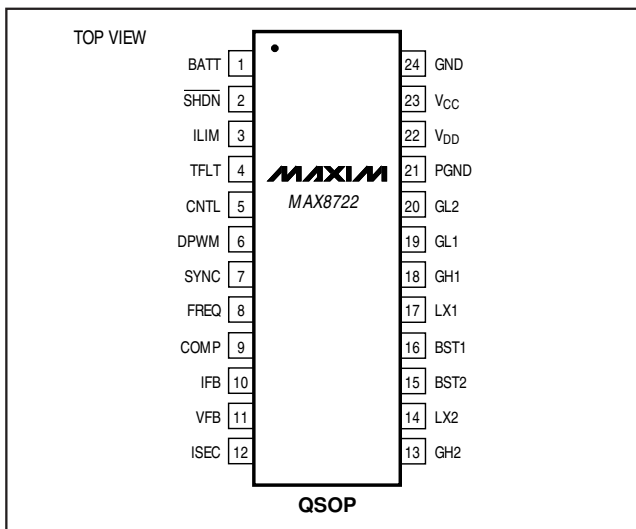 TOP VIEW
BATT 1 24 GND
SHDN 2 23 VCC
ILIM 3 22 VDD
TFLT 4 MAXIM 21 PGND
CNTL 5 MAX8722 20 GL2
DPWM 6 19 GL1
SYNC 7 18 GH1
FREQ 8 17 LX1
COMP 9 16 BST1
IFB 10 15 BST2
VFB 11 14 LX2
ISEC 12 13 GH2
QSOP